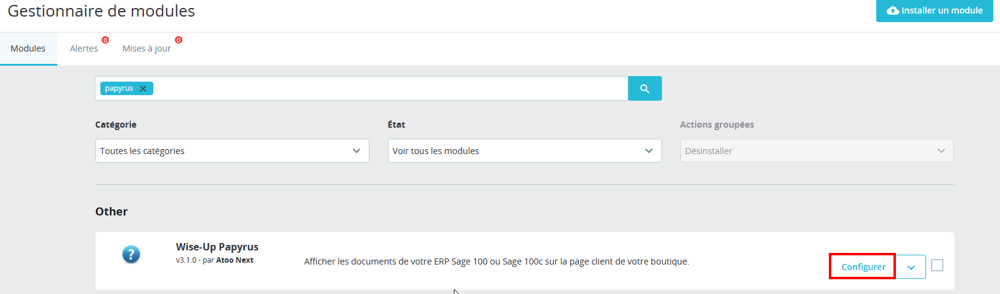 Gestionnaire de modules
Installer un module
Modules
Alertes
0
Mises à jour
0
papyrus
Catégorie
État
Actions groupées
Toutes les catégories
Voir tous les modules
Désinstaller
Other
?
Wise-Up Papyrus
v3.1.0 - par Atoo Next
Afficher les documents de votre ERP Sage 100 ou Sage 100c sur la page client de votre boutique.
Configurer